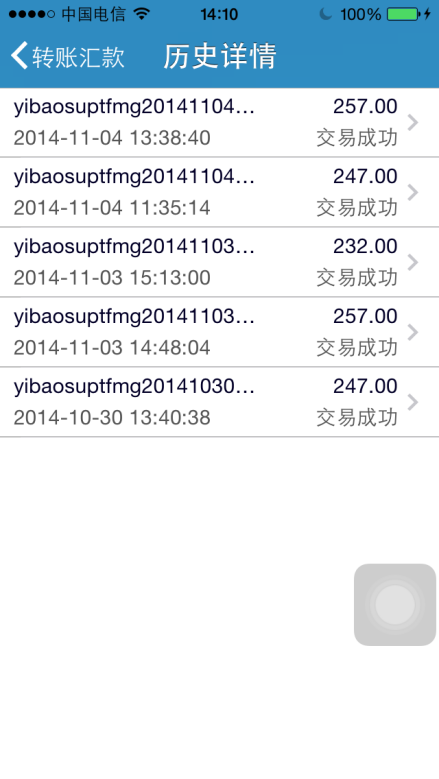 中国电信 14:10 100%
转账汇款 历史详情
yibaosuptfmg20141104... 257.00
2014-11-04 13:38:40 交易成功
yibaosuptfmg20141104... 247.00
2014-11-04 11:35:14 交易成功
yibaosuptfmg20141103... 232.00
2014-11-03 15:13:00 交易成功
yibaosuptfmg20141103... 257.00
2014-11-03 14:48:04 交易成功
yibaosuptfmg20141030... 247.00
2014-10-30 13:40:38 交易成功